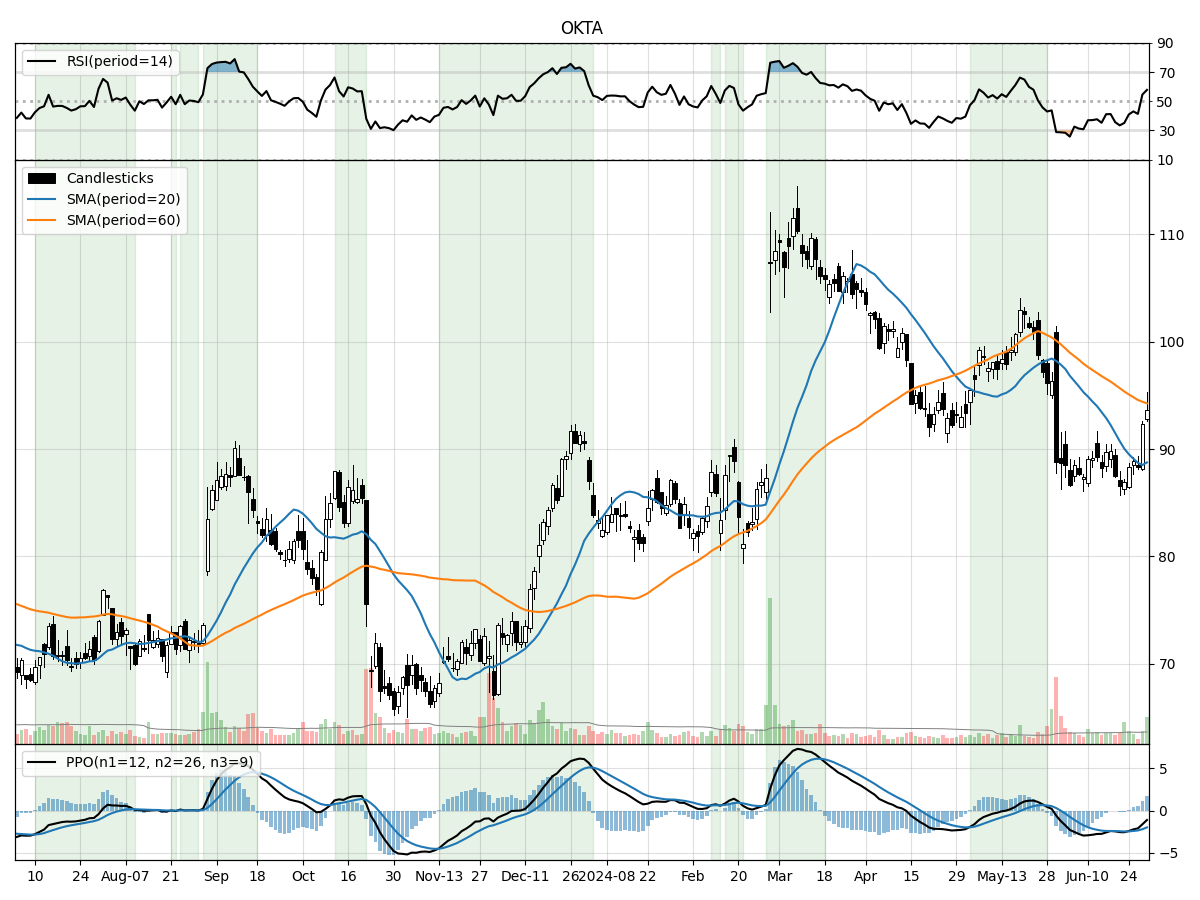 OKTA
RSI(period=14)
90
70
50
30
10
Candlesticks
SMA(period=20)
SMA(period=60)
110
100
90
80
70
PPO(n1=12, n2=26, n3=9)
5
0
−5
10 24 Aug-07 21 Sep 18 Oct 16 30 Nov-13 27 Dec-11 26 2024-08 22 Feb 20 Mar 18 Apr 15 29 May-13 28 Jun-10 24